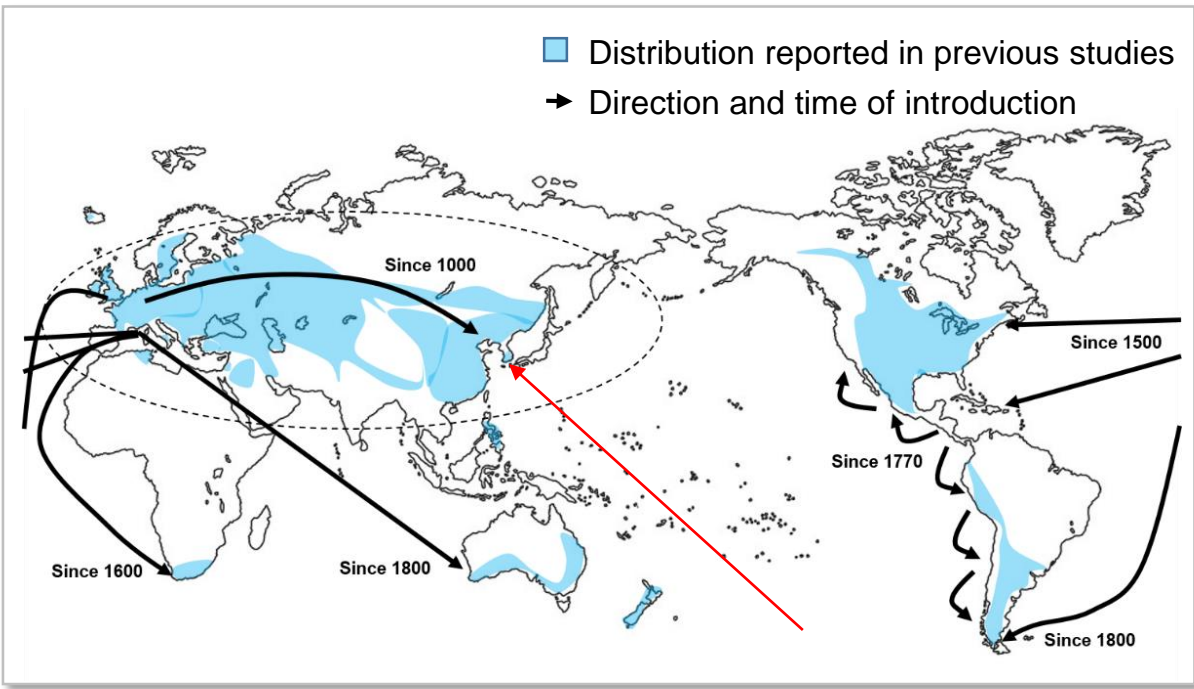 Distribution reported in previous studies
Direction and time of introduction
Since 1000
Since 1500
Since 1770
Since 1600
Since 1800
Since 1800